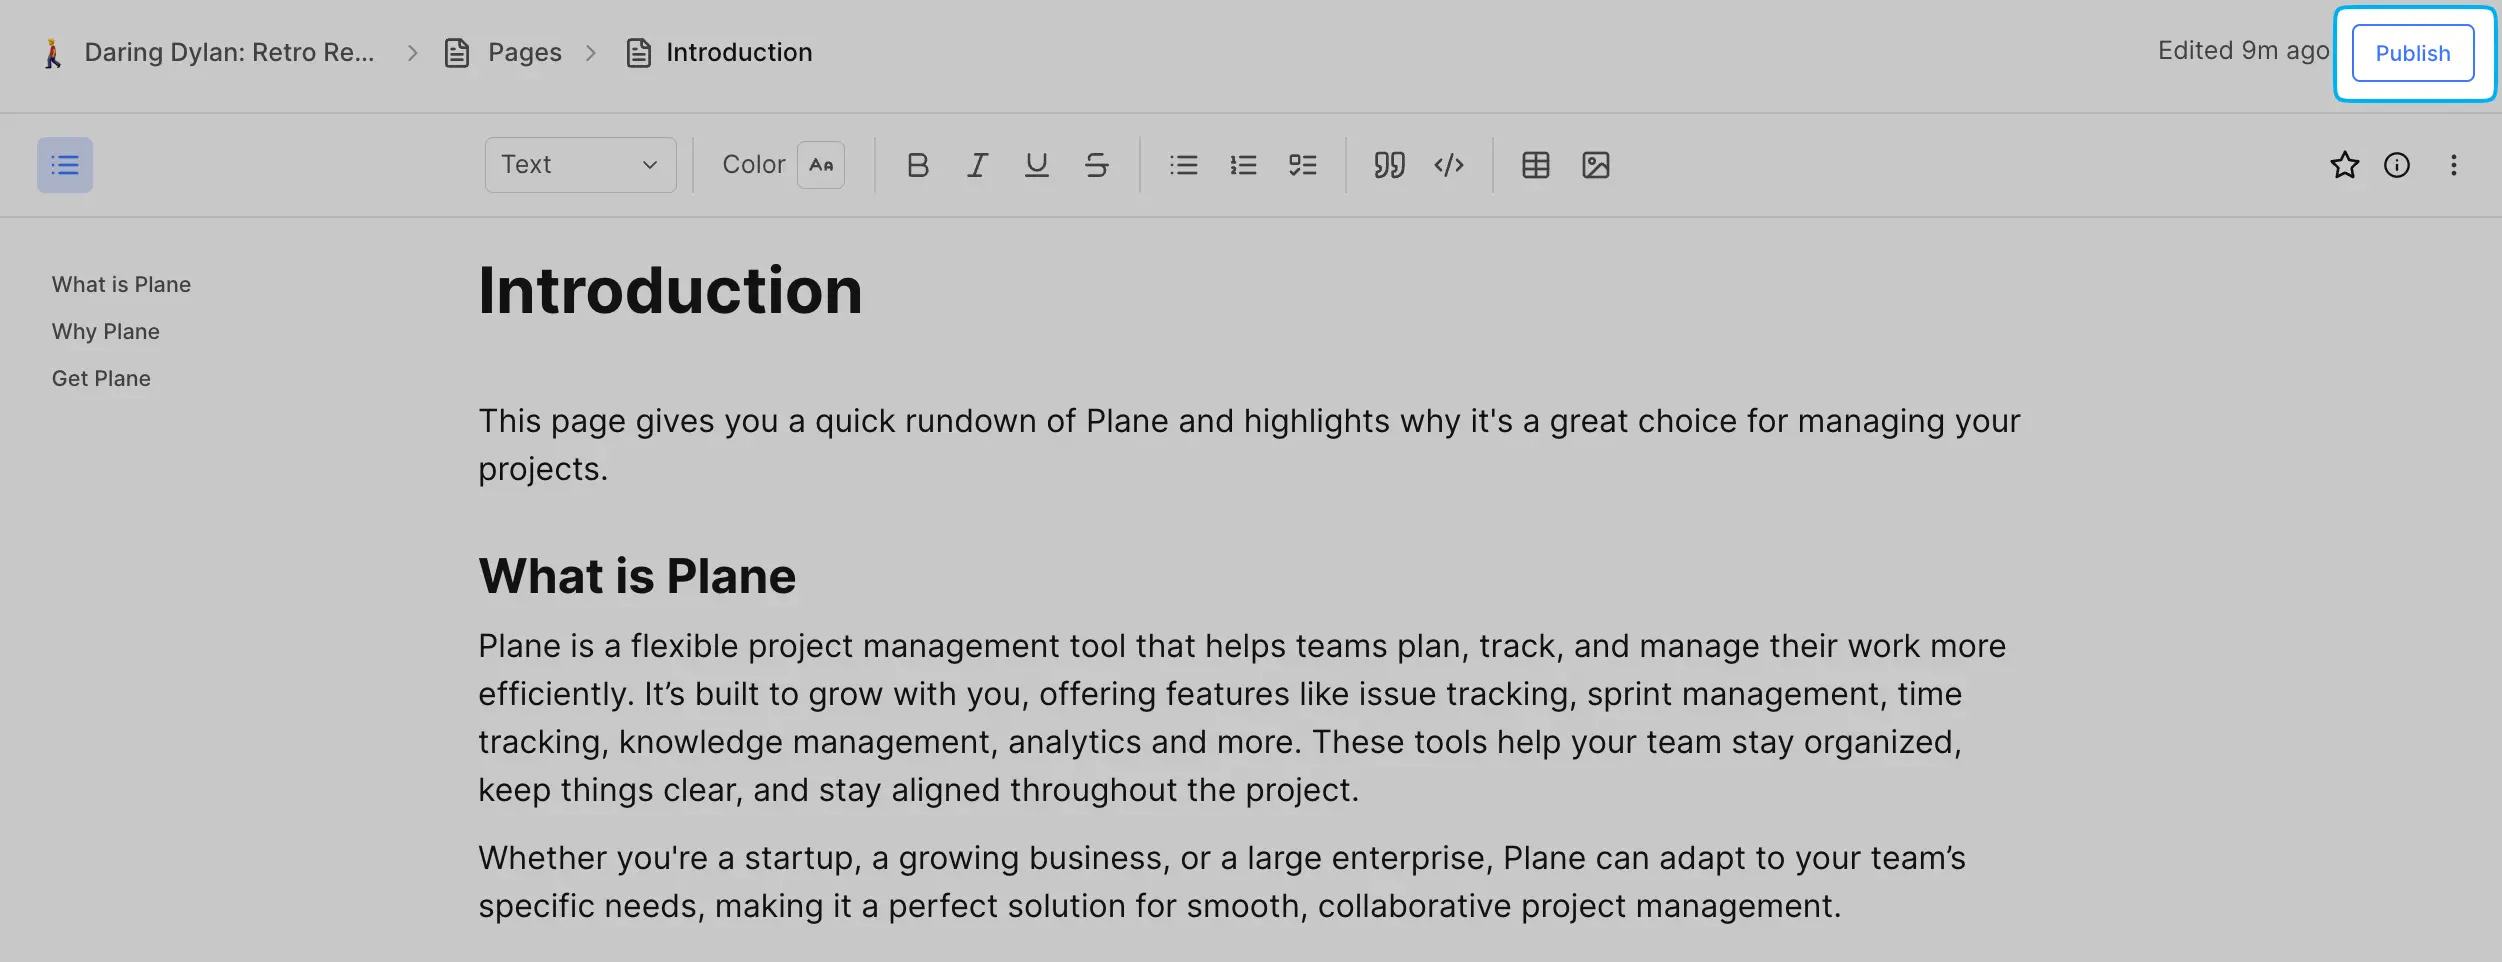 Daring Dylan: Retro Re... > Pages > Introduction
Edited 9m ago Publish
Text Color AA
What is Plane
Why Plane
Get Plane
Introduction
This page gives you a quick rundown of Plane and highlights why it's a great choice for managing your
projects.
What is Plane
Plane is a flexible project management tool that helps teams plan, track, and manage their work more
efficiently. It’s built to grow with you, offering features like issue tracking, sprint management, time
tracking, knowledge management, analytics and more. These tools help your team stay organized,
keep things clear, and stay aligned throughout the project.
Whether you're a startup, a growing business, or a large enterprise, Plane can adapt to your team’s
specific needs, making it a perfect solution for smooth, collaborative project management.